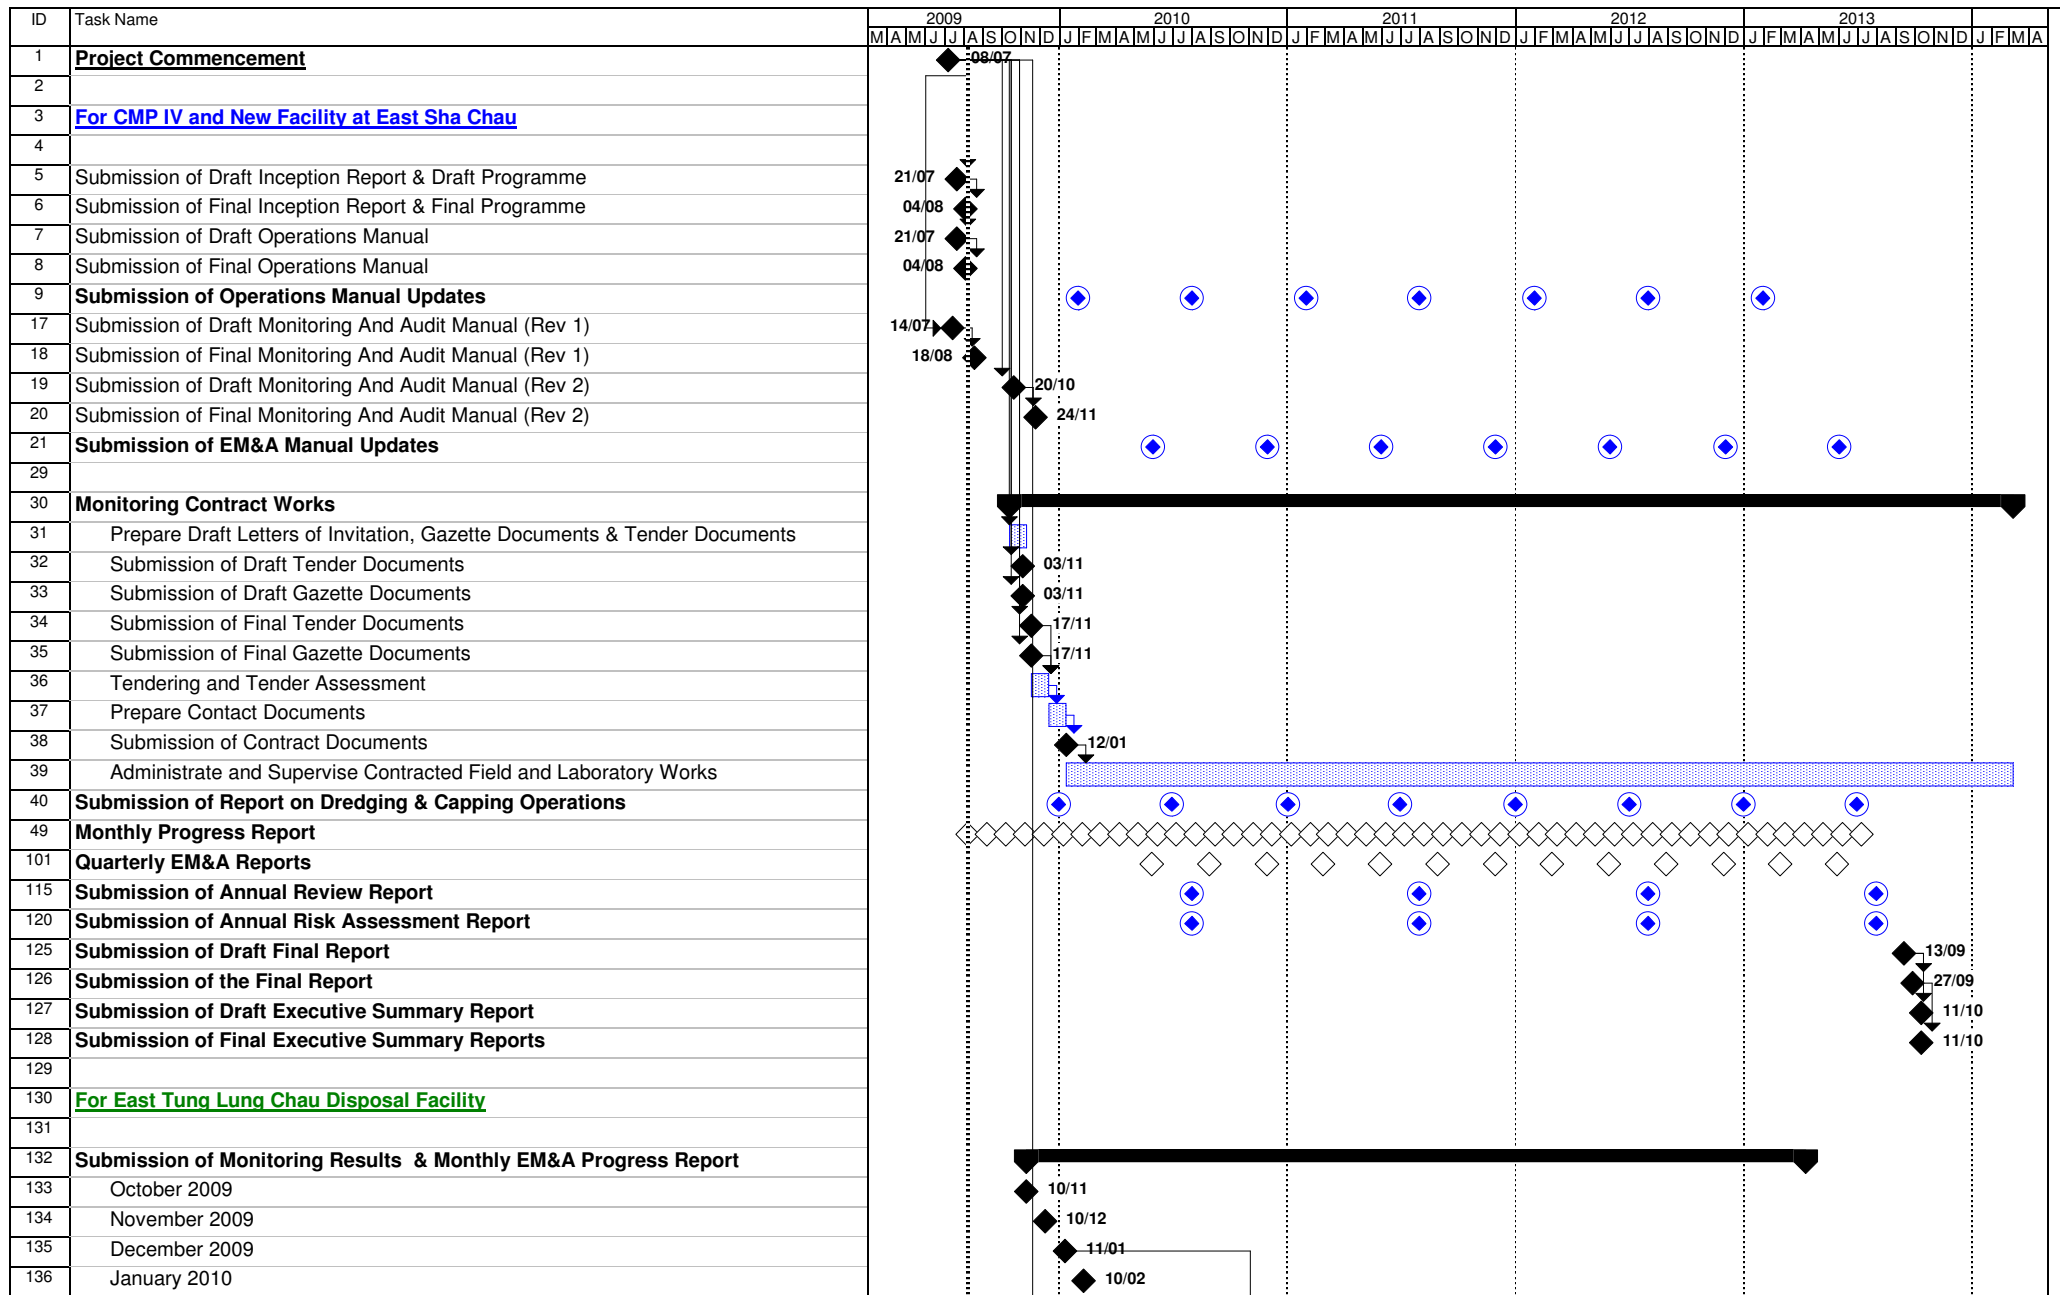 ID Task Name 2009 2010 2011 2012 2013
M A M J J A S O N D J F M A M J J A S O N D J F M A M J J A S O N D J F M A M J J A S O N D J F M A M J J A S O N D J F M A
1 Project Commencement 08/07
2
3 For CMP IV and New Facility at East Sha Chau
4
5 Submission of Draft Inception Report & Draft Programme 21/07
6 Submission of Final Inception Report & Final Programme 04/08
7 Submission of Draft Operations Manual 21/07
8 Submission of Final Operations Manual 04/08
9 Submission of Operations Manual Updates
17 Submission of Draft Monitoring And Audit Manual (Rev 1) 14/07
18 Submission of Final Monitoring And Audit Manual (Rev 1) 18/08
19 Submission of Draft Monitoring And Audit Manual (Rev 2) 20/10
20 Submission of Final Monitoring And Audit Manual (Rev 2) 24/11
21 Submission of EM&A Manual Updates
29
30 Monitoring Contract Works
31 Prepare Draft Letters of Invitation, Gazette Documents & Tender Documents
32 Submission of Draft Tender Documents 03/11
33 Submission of Draft Gazette Documents 03/11
34 Submission of Final Tender Documents 17/11
35 Submission of Final Gazette Documents 17/11
36 Tendering and Tender Assessment
37 Prepare Contact Documents
38 Submission of Contract Documents 12/01
39 Administrate and Supervise Contracted Field and Laboratory Works
40 Submission of Report on Dredging & Capping Operations
49 Monthly Progress Report
101 Quarterly EM&A Reports
115 Submission of Annual Review Report
120 Submission of Annual Risk Assessment Report
125 Submission of Draft Final Report 13/09
126 Submission of the Final Report 27/09
127 Submission of Draft Executive Summary Report 11/10
128 Submission of Final Executive Summary Reports 11/10
129
130 For East Tung Lung Chau Disposal Facility
131
132 Submission of Monitoring Results & Monthly EM&A Progress Report
133 October 2009 10/11
134 November 2009 10/12
135 December 2009 11/01
136 January 2010 10/02